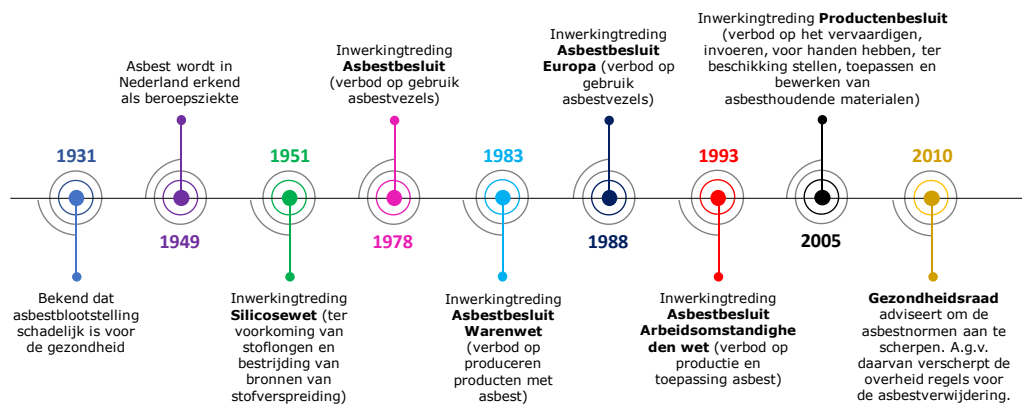 1931
Bekend dat
asbestblootstelling
schadelijk is voor
de gezondheid
Asbest wordt in
Nederland erkend
als beroepsziekte
1949
1951
Inwerkingtreding
Silicosewet (ter
voorkoming van
stoflongen en
bestrijding van
bronnen van
stofverspreiding)
Inwerkingtreding
Asbestbesluit
(verbod op gebruik
asbestvezels)
1978
1983
Inwerkingtreding
Asbestbesluit
Warenwet
(verbod op
produceren
producten met
asbest)
Inwerkingtreding
Asbestbesluit
Europa (verbod op
gebruik
asbestvezels)
1988
1993
Inwerkingtreding
Asbestbesluit
Arbeidsomstandighe
den wet (verbod op
productie en
toepassing asbest)
Inwerkingtreding Productenbesluit
(verbod op het vervaardigen,
invoeren, voor handen hebben, ter
beschikking stellen, toepassen en
bewerken van
asbesthoudende materialen)
2005
2010
Gezondheidsraad
adviseert om de
asbestnormen aan te
scherpen. A.g.v.
daarvan verscherpt de
overheid regels voor
de asbestverwijdering.